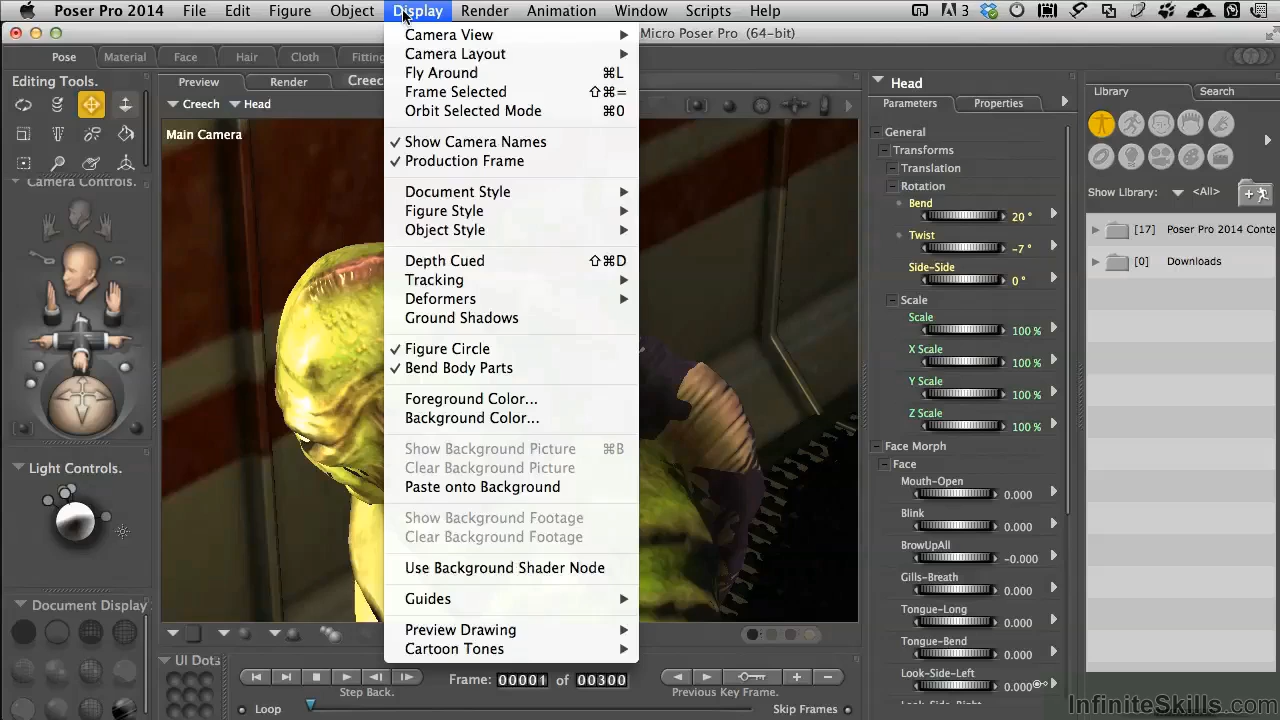 Poser Pro 2014 File Edit Figure Object Display Render Animation Window Scripts Help 3
Micro Poser Pro (64-bit)
Pose Material Face Hair Cloth Fitting
Editing Tools.
Preview Render Creech
Creech Head
Main Camera
Camera Controls.
Light Controls.
Document Display
UI Dots
Camera View
Camera Layout
Fly Around ⌘L
Frame Selected ⇧⌘=
Orbit Selected Mode ⌘0
✓ Show Camera Names
✓ Production Frame
Document Style
Figure Style
Object Style
Depth Cued ⇧⌘D
Tracking
Deformers
Ground Shadows
✓ Figure Circle
✓ Bend Body Parts
Foreground Color...
Background Color...
Show Background Picture ⌘B
Clear Background Picture
Paste onto Background
Show Background Footage
Clear Background Footage
Use Background Shader Node
Guides
Preview Drawing
Cartoon Tones
Frame: 00001 of 00300
Step Back. Previous Key Frame.
Loop Skip Frames
Head
Parameters Properties
General
Transforms
Translation
Rotation
Bend
20 °
Twist
-7 °
Side-Side
0 °
Scale
Scale
100 %
X Scale
100 %
Y Scale
100 %
Z Scale
100 %
Face Morph
Face
Mouth-Open
0.000
Blink
0.000
BrowUpAll
-0.000
Gills-Breath
0.000
Tongue-Long
0.000
Tongue-Bend
0.000
Look-Side-Left
0.000
Look-Side-Right
Library Search
Show Library: <All>
[17] Poser Pro 2014 Conte
[0] Downloads
InfiniteSkills.com